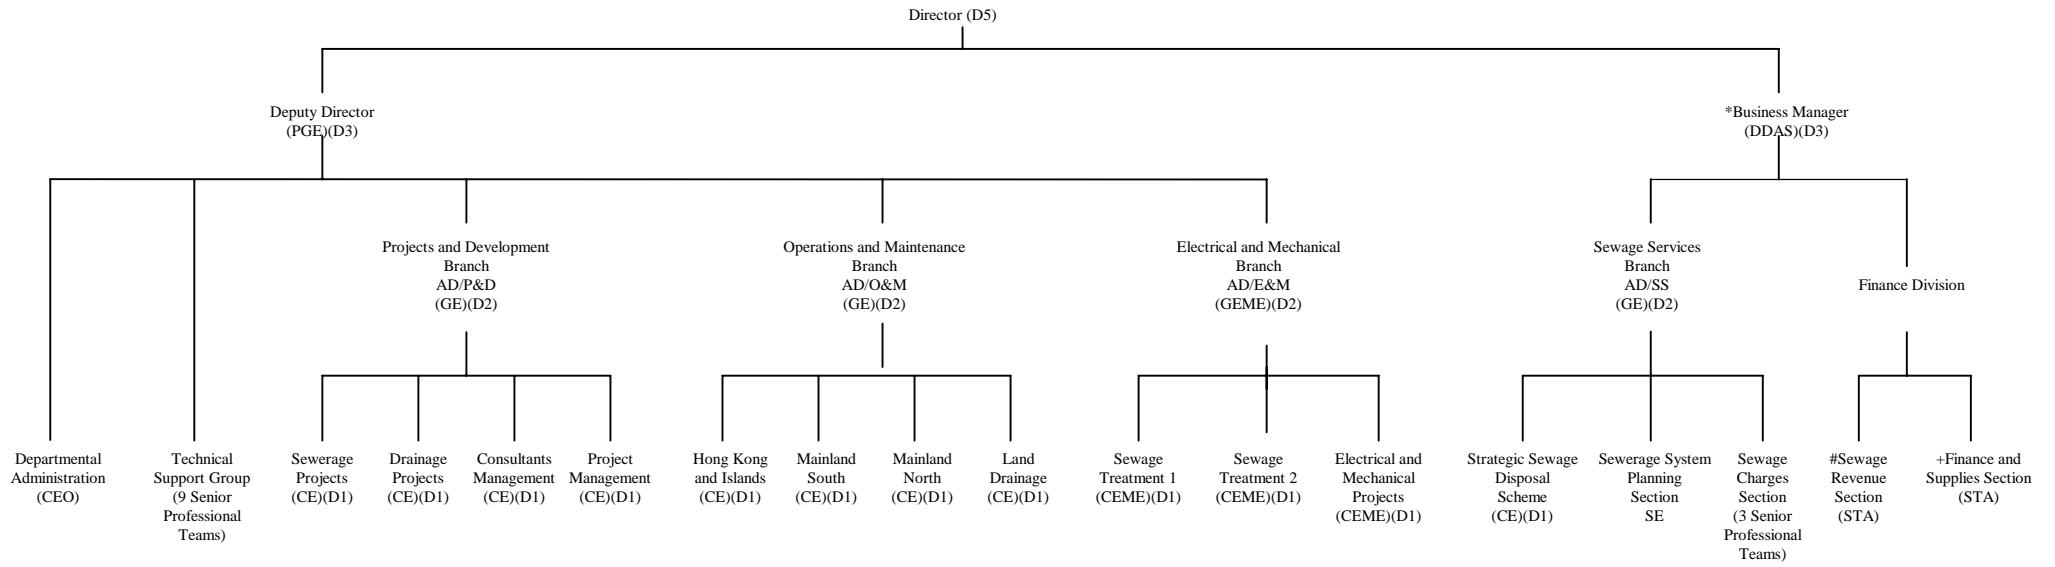 Director (D5)
Deputy Director
(PGE)(D3)
*Business Manager
(DDAS)(D3)
Projects and Development
Branch
AD/P&D
(GE)(D2)
Operations and Maintenance
Branch
AD/O&M
(GE)(D2)
Electrical and Mechanical
Branch
AD/E&M
(GEME)(D2)
Sewage Services
Branch
AD/SS
(GE)(D2)
Finance Division
Departmental
Administration
(CEO)
Technical
Support Group
(9 Senior
Professional
Teams)
Sewerage
Projects
(CE)(D1)
Drainage
Projects
(CE)(D1)
Consultants
Management
(CE)(D1)
Project
Management
(CE)(D1)
Hong Kong
and Islands
(CE)(D1)
Mainland
South
(CE)(D1)
Mainland
North
(CE)(D1)
Land
Drainage
(CE)(D1)
Sewage
Treatment 1
(CEME)(D1)
Sewage
Treatment 2
(CEME)(D1)
Electrical and
Mechanical
Projects
(CEME)(D1)
Strategic Sewage
Disposal
Scheme
(CE)(D1)
Sewerage System
Planning
Section
SE
Sewage
Charges
Section
(3 Senior
Professional
Teams)
#Sewage
Revenue
Section
(STA)
+Finance and
Supplies Section
(STA)